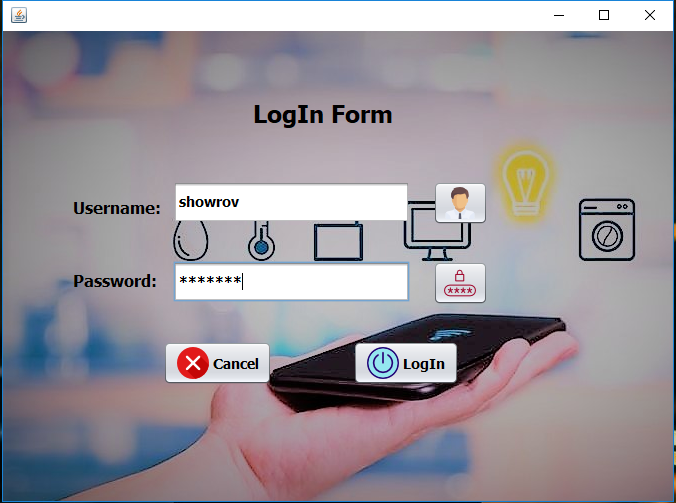 LogIn Form
Username: showrov
Password: *******
****
Cancel LogIn